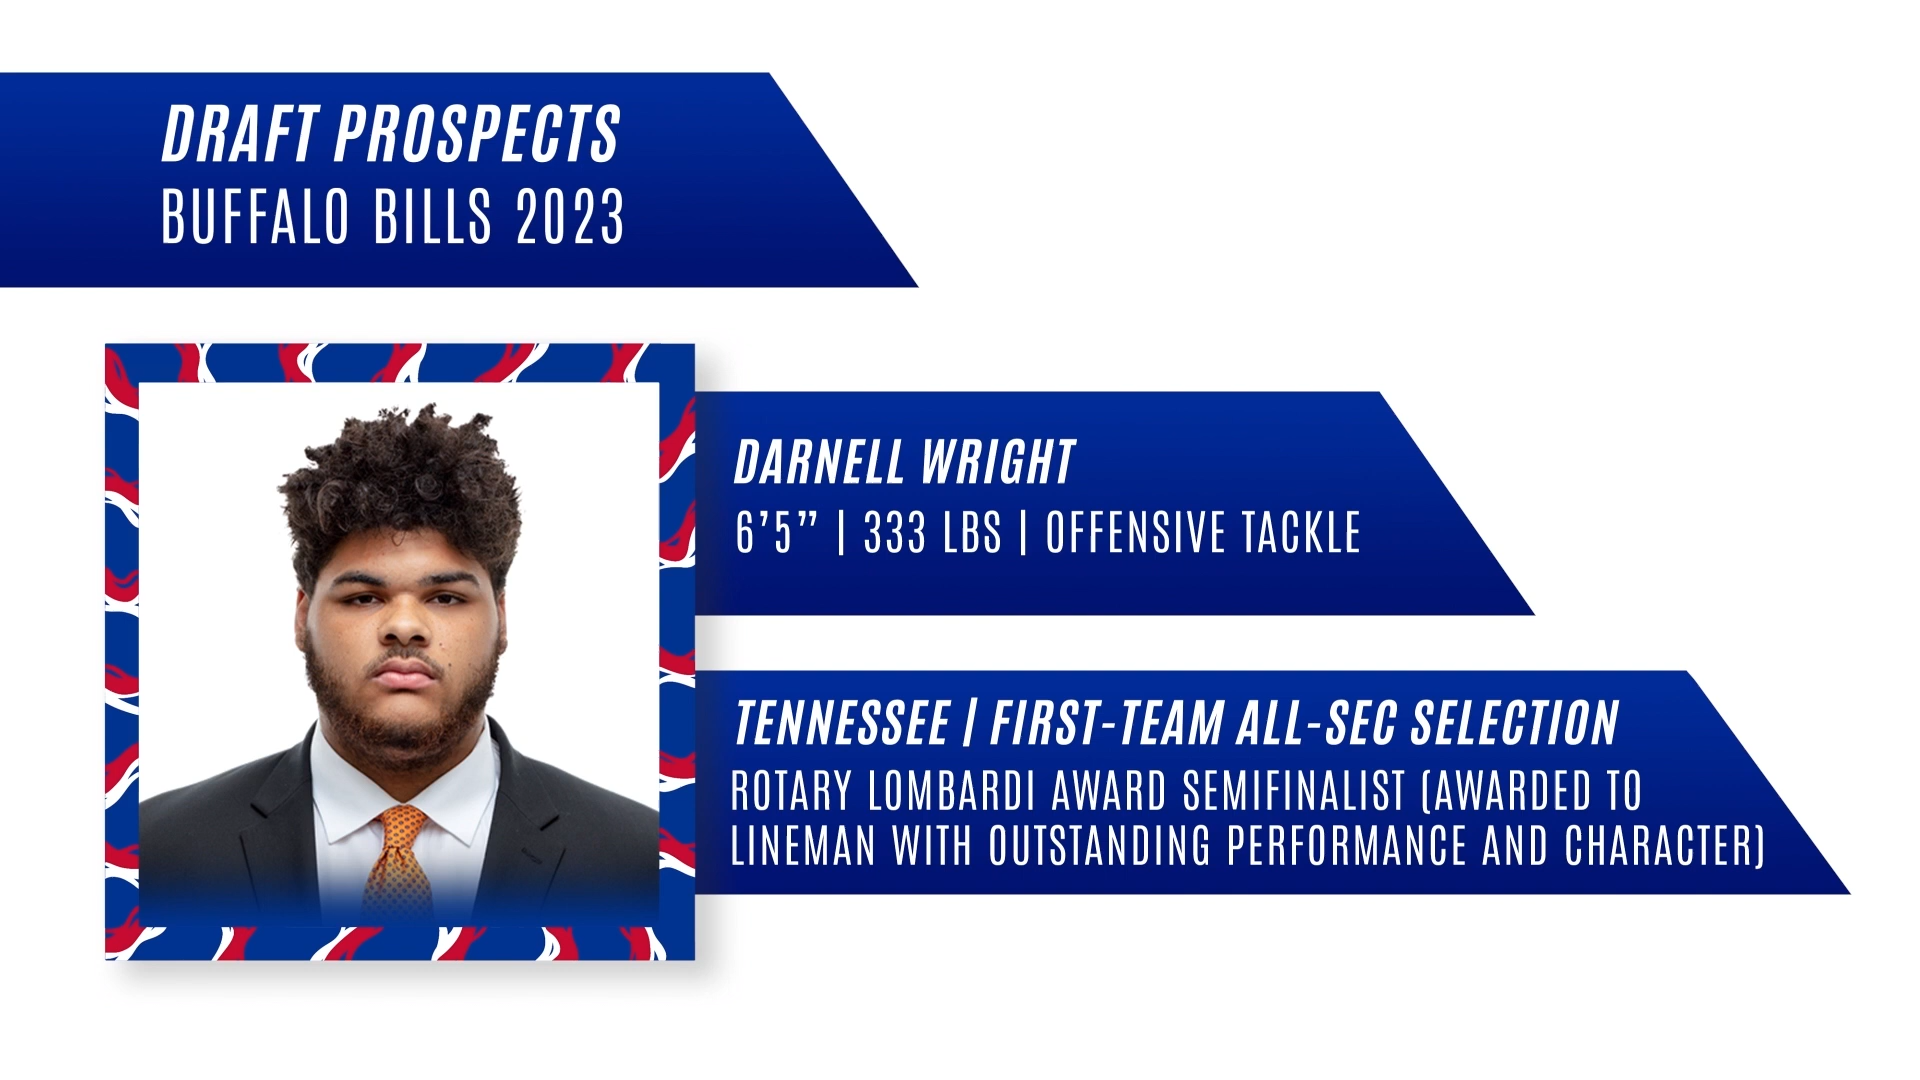 DRAFT PROSPECTS
BUFFALO BILLS 2023
DARNELL WRIGHT
6’5” | 333 LBS | OFFENSIVE TACKLE
TENNESSEE | FIRST-TEAM ALL-SEC SELECTION
ROTARY LOMBARDI AWARD SEMIFINALIST (AWARDED TO
LINEMAN WITH OUTSTANDING PERFORMANCE AND CHARACTER)